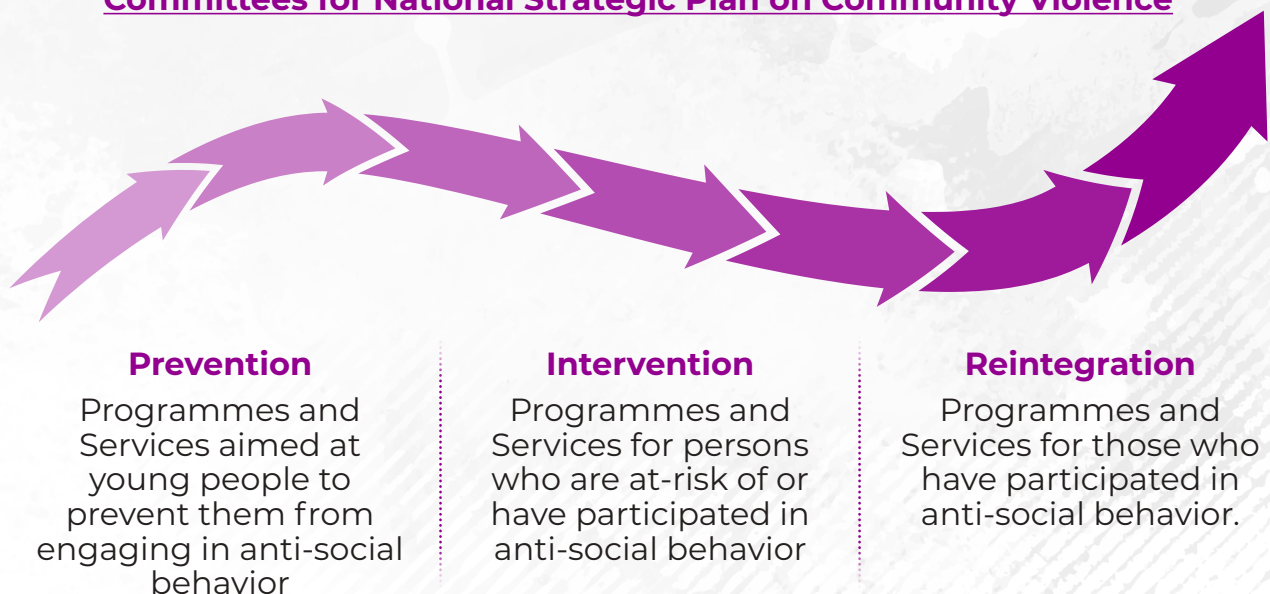 Committees for National Strategic Plan on Community Violence
Prevention
Programmes and
Services aimed at
young people to
prevent them from
engaging in anti-social
behavior
Intervention
Programmes and
Services for persons
who are at-risk of or
have participated in
anti-social behavior
Reintegration
Programmes and
Services for those who
have participated in
anti-social behavior.